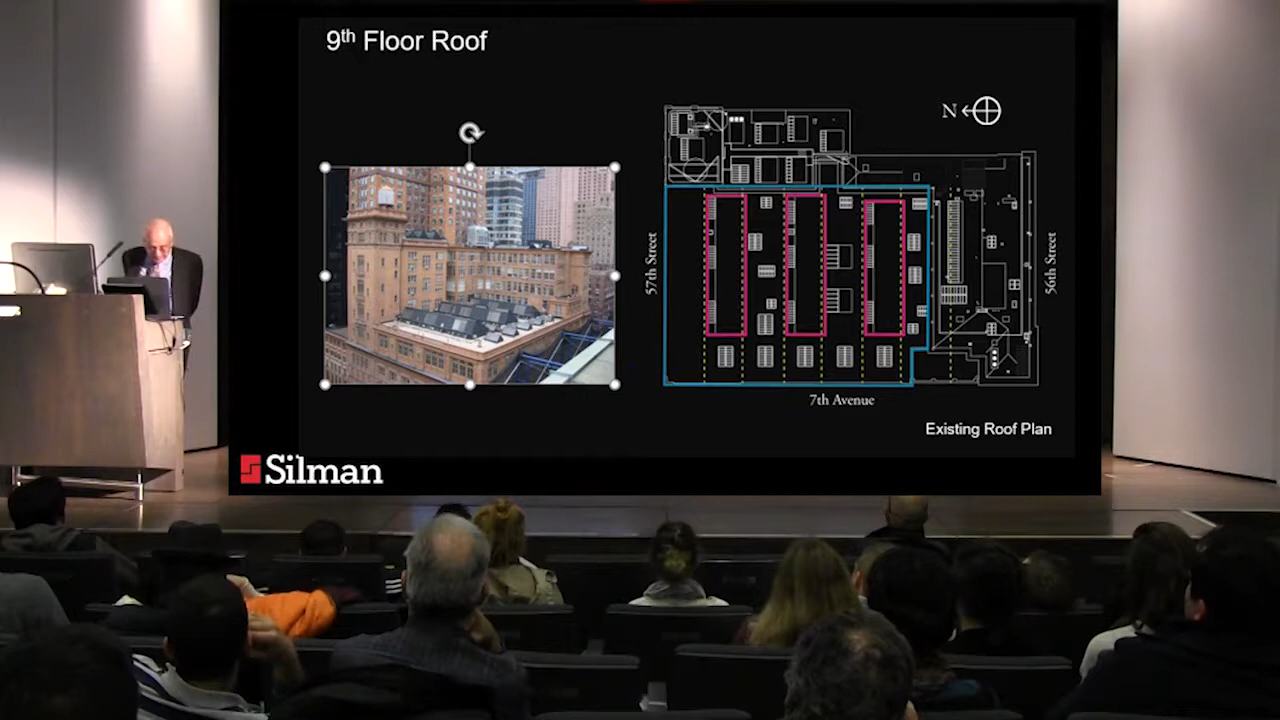 9th Floor Roof
N
57th Street
56th Street
7th Avenue
Existing Roof Plan
Silman